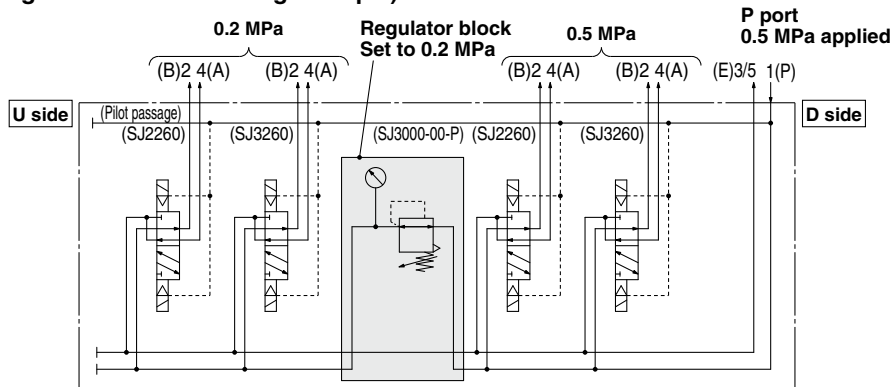 0.2 MPa
Regulator block
Set to 0.2 MPa
0.5 MPa
P port
0.5 MPa applied
(B)2 4(A)
(B)2 4(A)
(B)2 4(A)
(B)2 4(A)
(E)3/5
1(P)
U side
(Pilot passage)
D side
(SJ2260)
(SJ3260)
(SJ3000-00-P)
(SJ2260)
(SJ3260)